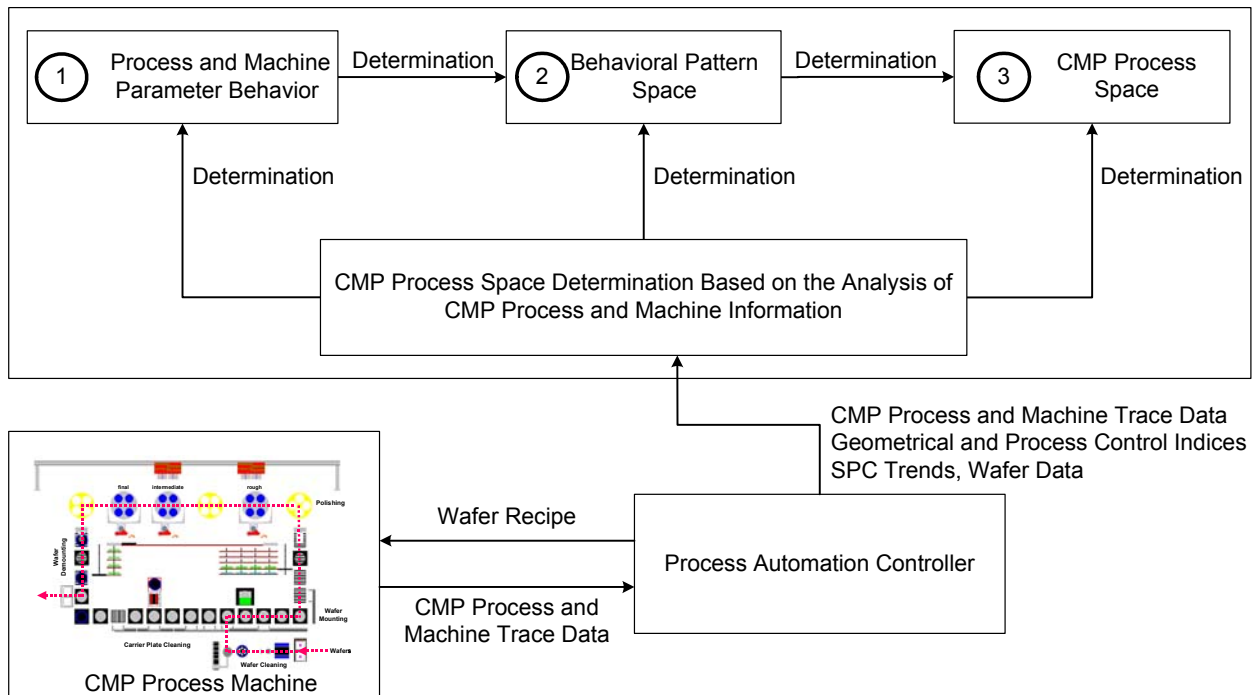 1
Process and Machine
Parameter Behavior
Determination
2
Behavioral Pattern
Space
Determination
3
CMP Process
Space
Determination
Determination
Determination
CMP Process Space Determination Based on the Analysis of
CMP Process and Machine Information
CMP Process and Machine Trace Data
Geometrical and Process Control Indices
SPC Trends, Wafer Data
final
intermediate
rough
Polishing
Wafer
Demounting
Wafer
Mounting
Carrier Plate Cleaning
Wafer Cleaning
Wafers
CMP Process Machine
Wafer Recipe
CMP Process and
Machine Trace Data
Process Automation Controller